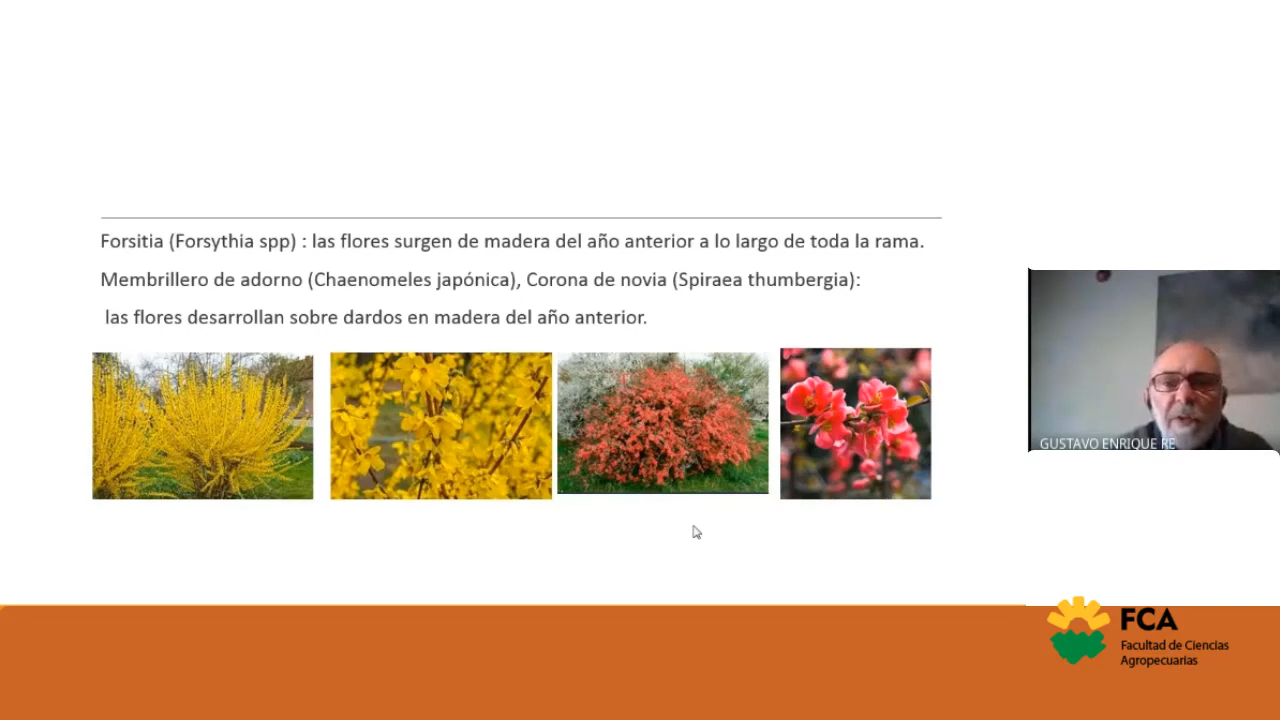 Forsitia (Forsythia spp) : las flores surgen de madera del año anterior a lo largo de toda la rama.
Membrillero de adorno (Chaenomeles japónica), Corona de novia (Spiraea thumbergia):
las flores desarrollan sobre dardos en madera del año anterior.
GUSTAVO ENRIQUE RE
FCA
Facultad de Ciencias
Agropecuarias